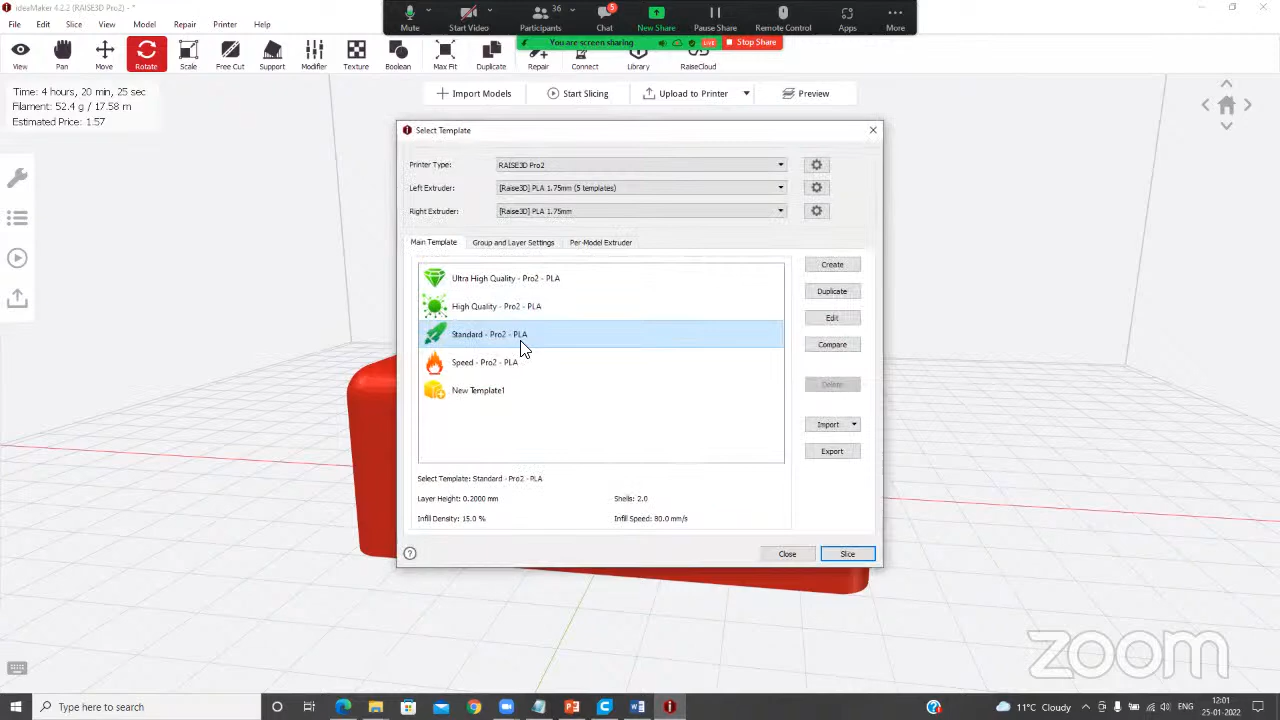 ideaMaker 4.2.2 (RAISE3D Pro2) - *
File Edit Slice View Model Repair Printer Help
Mute Start Video Participants 36 Chat 5 New Share Pause Share Remote Control Apps More
You are screen sharing LIVE Stop Share
View Pan Move Rotate Scale Free Cut Support Modifier Texture Boolean Max Fit Duplicate Repair Connect Library RaiseCloud
Time: 4 hours, 20 min, 25 sec
Filament: 52.4 g / 17.58 m
Estimated Price: 1.57
Import Models Start Slicing Upload to Printer Preview
Select Template
Printer Type: RAISE3D Pro2
Left Extruder: [Raise3D] PLA 1.75mm (5 templates)
Right Extruder: [Raise3D] PLA 1.75mm
Main Template Group and Layer Settings Per-Model Extruder
Ultra High Quality - Pro2 - PLA
High Quality - Pro2 - PLA
Standard - Pro2 - PLA
Speed - Pro2 - PLA
New Template1
Create
Duplicate
Edit
Compare
Delete
Import
Export
Select Template: Standard - Pro2 - PLA
Layer Height: 0.2000 mm Shells: 2.0
Infill Density: 15.0 % Infill Speed: 80.0 mm/s
Close Slice
zoom
Type here to search
11°C Cloudy ENG 12:01
25-01-2022